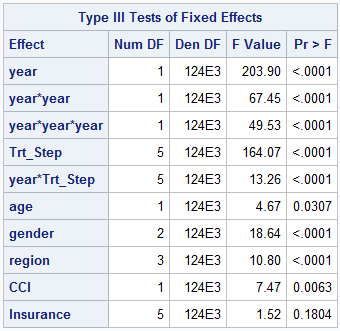 Type III Tests of Fixed Effects
Effect Num DF Den DF F Value Pr > F
year 1 124E3 203.90 <.0001
year*year 1 124E3 67.45 <.0001
year*year*year 1 124E3 49.53 <.0001
Trt_Step 5 124E3 164.07 <.0001
year*Trt_Step 5 124E3 13.26 <.0001
age 1 124E3 4.67 0.0307
gender 2 124E3 18.64 <.0001
region 3 124E3 10.80 <.0001
CCI 1 124E3 7.47 0.0063
Insurance 5 124E3 1.52 0.1804